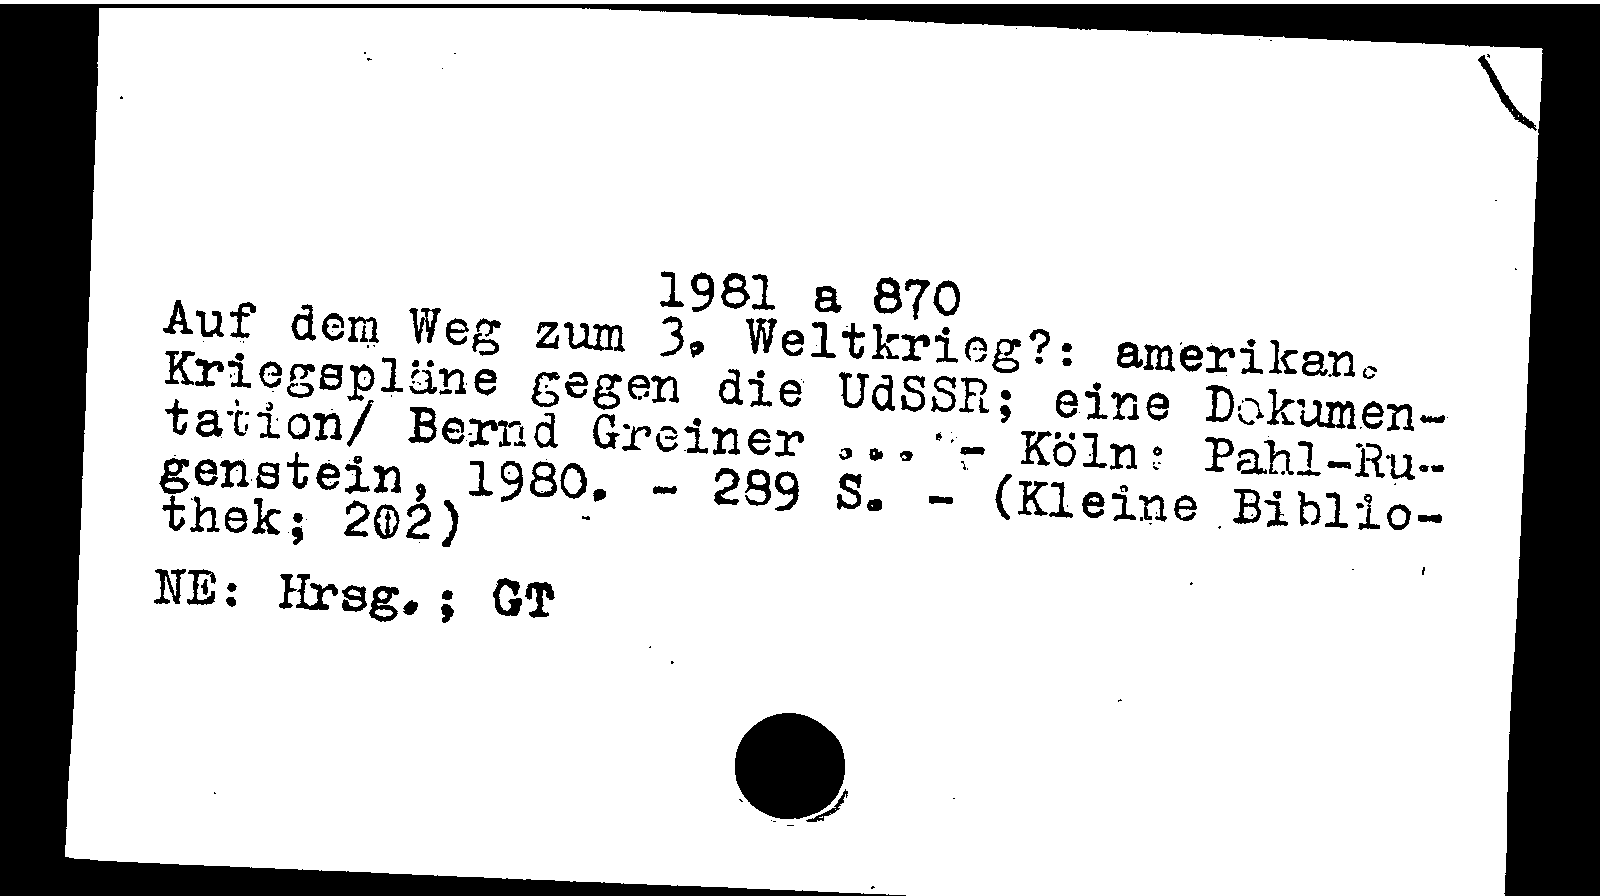 1981 a 870
Auf dem Weg zum 3. Weltkrieg?: amerikan.
Kriegspläne gegen die UdSSR; eine Dokumen-
tation/ Bernd Greiner ... - Köln: Pahl-Ru-
genstein, 1980. - 289 S. - (Kleine Biblio-
thek; 202)
NE: Hrsg.; GT